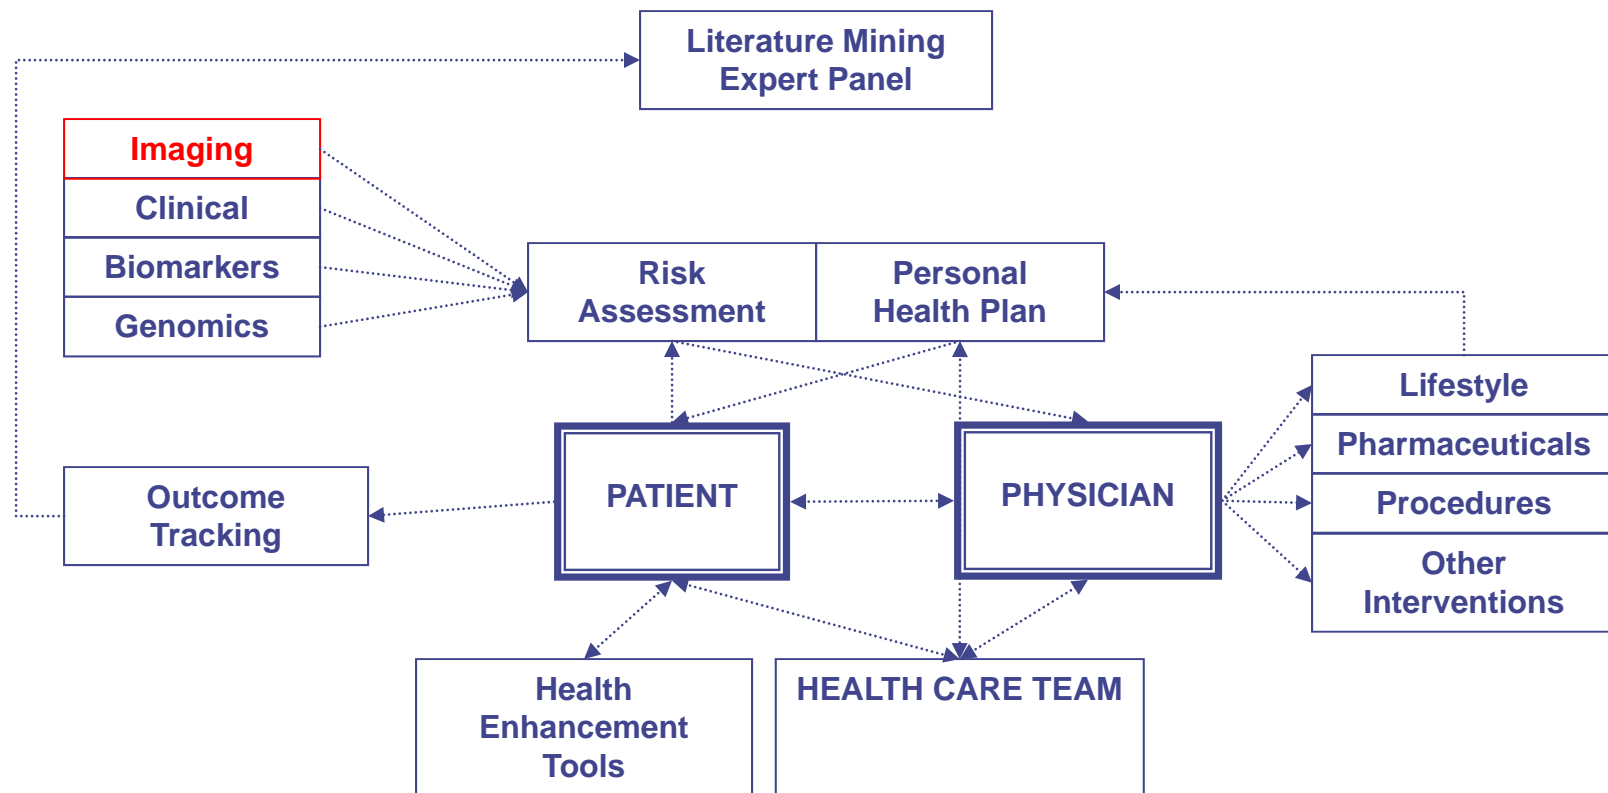 Literature Mining
Expert Panel
Imaging
Clinical
Biomarkers
Genomics
Risk
Assessment
Personal
Health Plan
Lifestyle
Pharmaceuticals
Procedures
Other
Interventions
PATIENT
PHYSICIAN
Outcome
Tracking
Health
Enhancement
Tools
HEALTH CARE TEAM